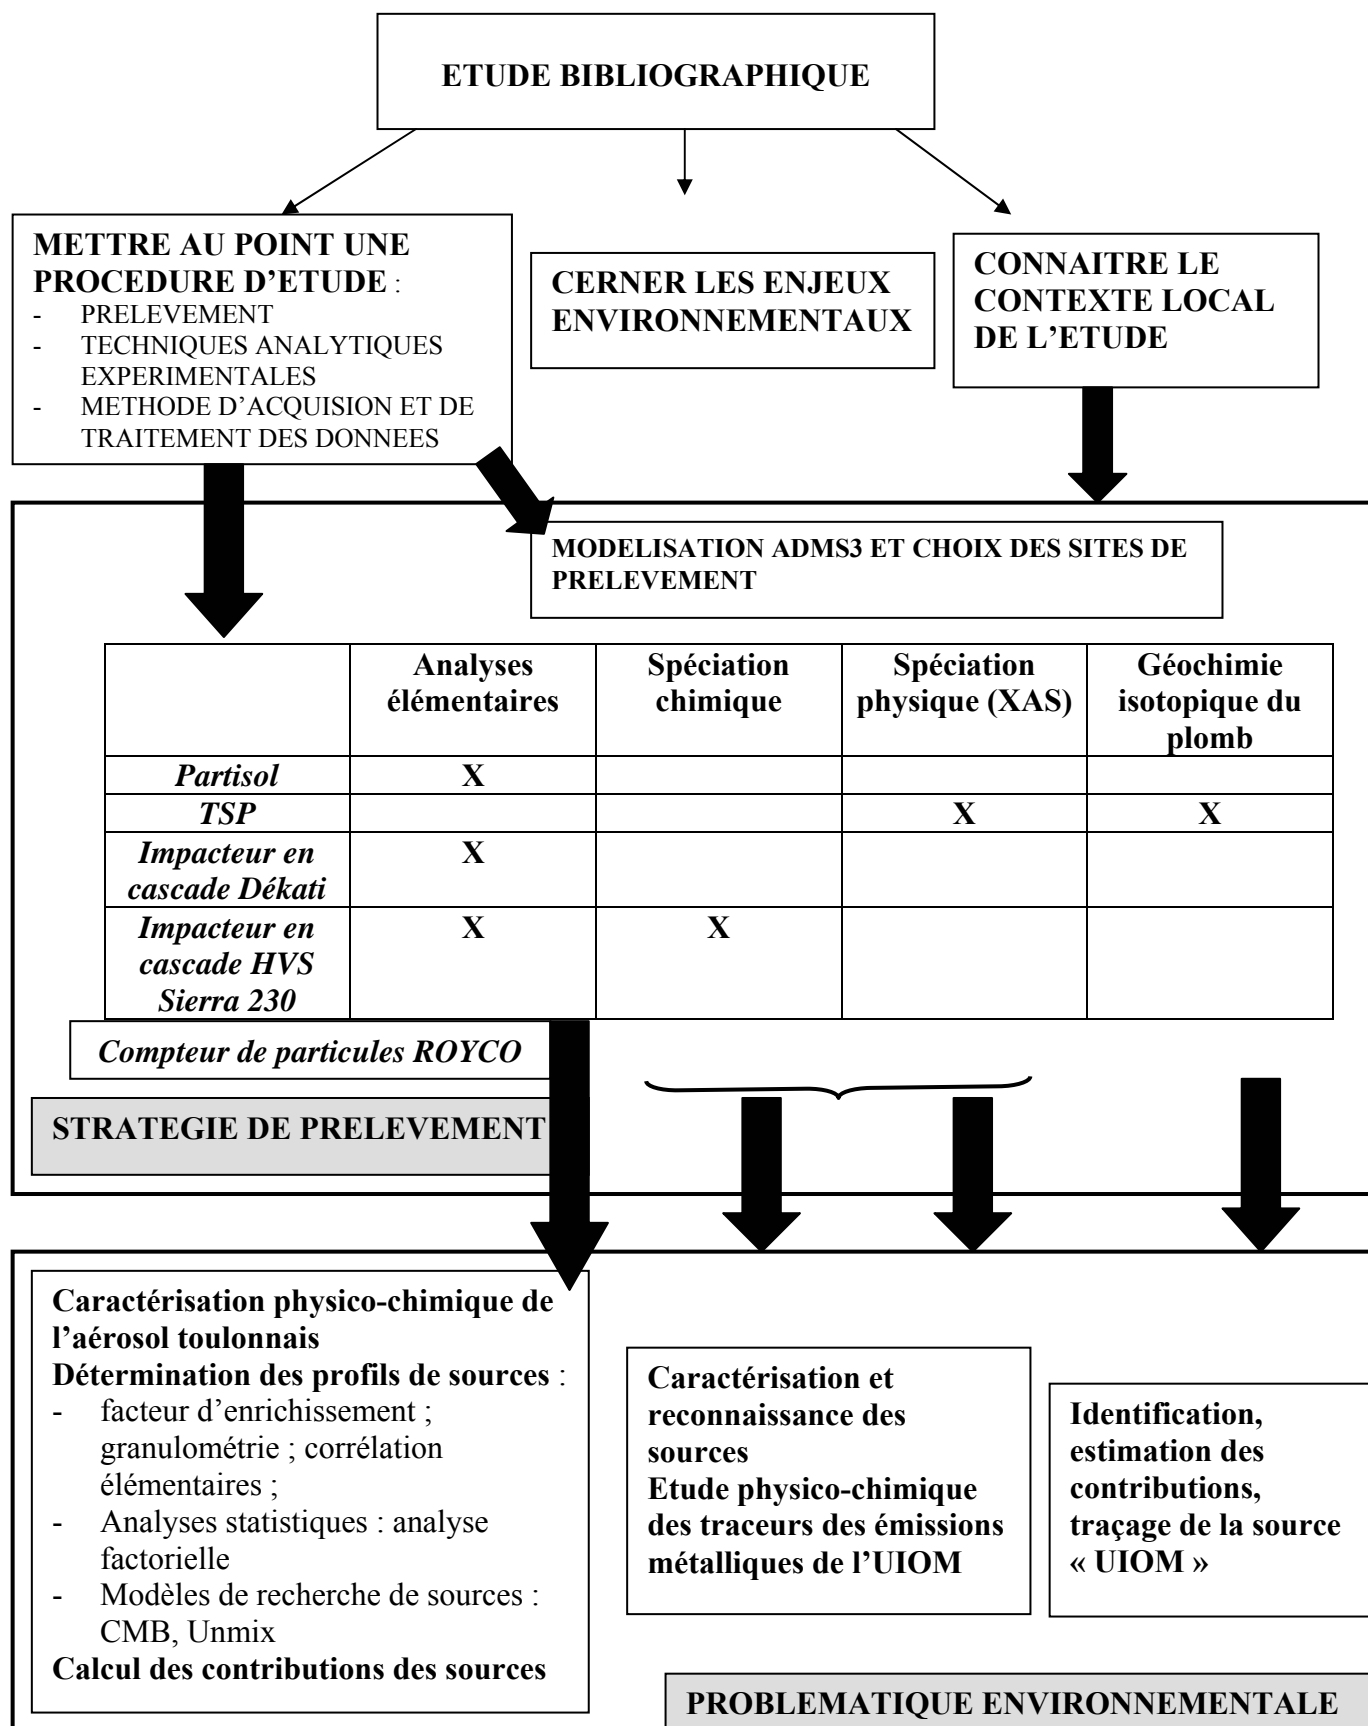 ETUDE BIBLIOGRAPHIQUE
METTRE AU POINT UNE
PROCEDURE D’ETUDE :
- PRELEVEMENT
- TECHNIQUES ANALYTIQUES
EXPERIMENTALES
- METHODE D’ACQUISION ET DE
TRAITEMENT DES DONNEES
CERNER LES ENJEUX
ENVIRONNEMENTAUX
CONNAITRE LE
CONTEXTE LOCAL
DE L’ETUDE
MODELISATION ADMS3 ET CHOIX DES SITES DE
PRELEVEMENT
Analyses
élémentaires
Spéciation
chimique
Spéciation
physique (XAS)
Géochimie
isotopique du
plomb
Partisol X
TSP X X
Impacteur en X
cascade Dékati
Impacteur en X X
cascade HVS
Sierra 230
Compteur de particules ROYCO
STRATEGIE DE PRELEVEMENT
Caractérisation physico-chimique de
l’aérosol toulonnais
Détermination des profils de sources :
- facteur d’enrichissement ;
granulométrie ; corrélation
élémentaires ;
- Analyses statistiques : analyse
factorielle
- Modèles de recherche de sources :
CMB, Unmix
Calcul des contributions des sources
Caractérisation et
reconnaissance des
sources
Etude physico-chimique
des traceurs des émissions
métalliques de l’UIOM
Identification,
estimation des
contributions,
traçage de la source
« UIOM »
PROBLEMATIQUE ENVIRONNEMENTALE